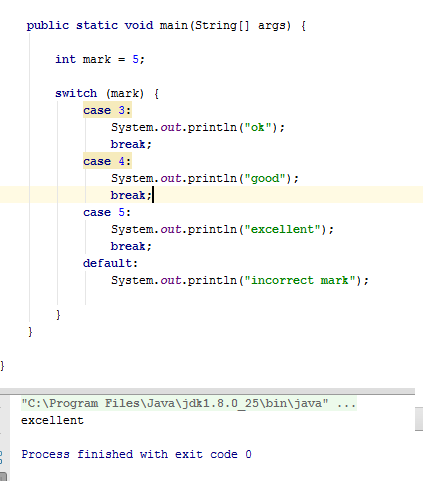 public static void main(String[] args) {
int mark = 5;
switch (mark) {
case 3:
System.out.println("ok");
break;
case 4:
System.out.println("good");
break;
case 5:
System.out.println("excellent");
break;
default:
System.out.println("incorrect mark");
}
}
}
"C:\Program Files\Java\jdk1.8.0_25\bin\java" ...
excellent
Process finished with exit code 0